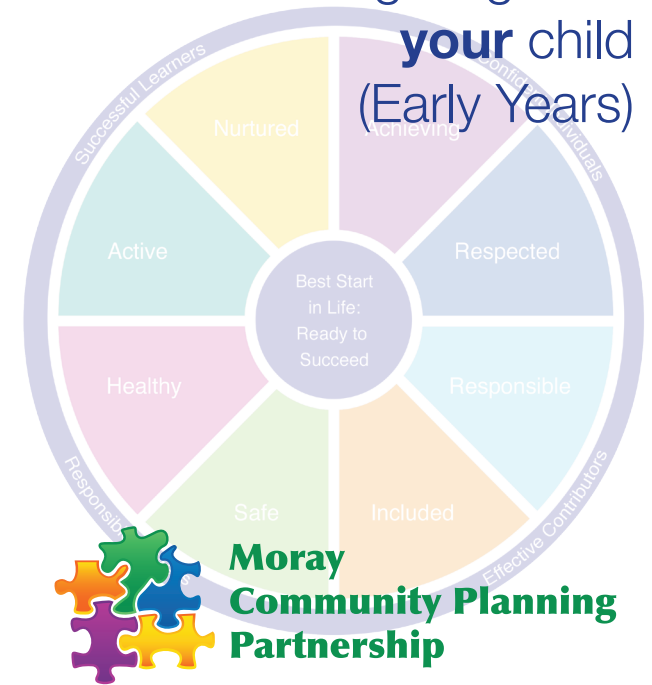 your child
(Early Years)
Successful Learners
Nurtured
Achieving
Active
Respected
Best Start
in Life:
Ready to
Succeed
Healthy
Responsible
Safe
Included
Effective Contributors
Moray
Community Planning
Partnership